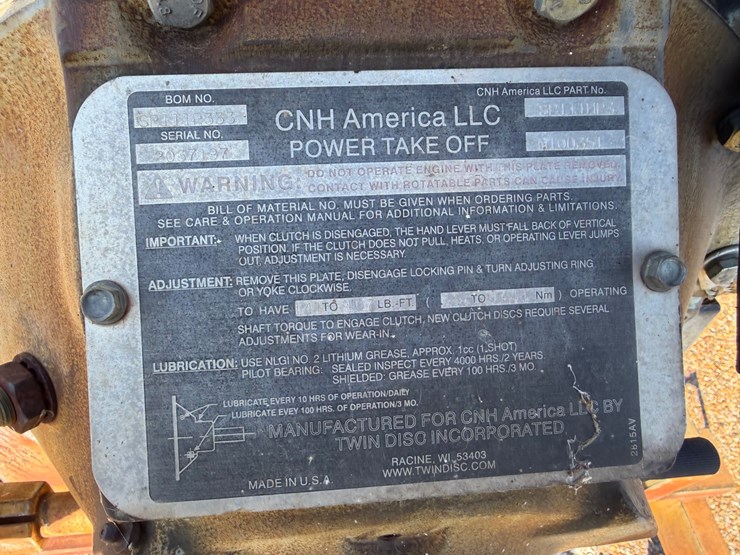 BOM NO.
CNH America LLC PART No.
CNH America LLC
SERIAL NO.
POWER TAKE OFF
WARNING: DO NOT OPERATE ENGINE WITH THIS PLATE REMOVED.
CONTACT WITH ROTATABLE PARTS CAN CAUSE INJURY
BILL OF MATERIAL NO. MUST BE GIVEN WHEN ORDERING PARTS.
SEE CARE & OPERATION MANUAL FOR ADDITIONAL INFORMATION & LIMITATIONS
IMPORTANT: WHEN CLUTCH IS DISENGAGED, THE HAND LEVER MUST FALL BACK OF VERTICAL
POSITION. IF THE CLUTCH DOES NOT PULL, HEATS, OR OPERATING LEVER JUMPS
OUT, ADJUSTMENT IS NECESSARY.
ADJUSTMENT: REMOVE THIS PLATE, DISENGAGE LOCKING PIN & TURN ADJUSTING RING
OR YOKE CLOCKWISE.
TO HAVE TO LB.-FT ( TO Nm ) OPERATING
SHAFT TORQUE TO ENGAGE CLUTCH, NEW CLUTCH DISCS REQUIRE SEVERAL
ADJUSTMENTS FOR WEAR-IN.
LUBRICATION: USE NLGI NO. 2 LITHIUM GREASE, APPROX. 1cc (1 SHOT)
PILOT BEARING: SEALED INSPECT EVERY 4000 HRS./2 YEARS.
SHIELDED: GREASE EVERY 100 HRS./3 MO.
LUBRICATE EVERY 10 HRS OF OPERATION/DAILY
LUBRICATE EVEY 100 HRS. OF OPERATION/3 MO.
MANUFACTURED FOR CNH America LLC BY
TWIN DISC INCORPORATED
RACINE, WI, 53403
WWW.TWINDISC.COM
MADE IN U.S.A.
2815AV